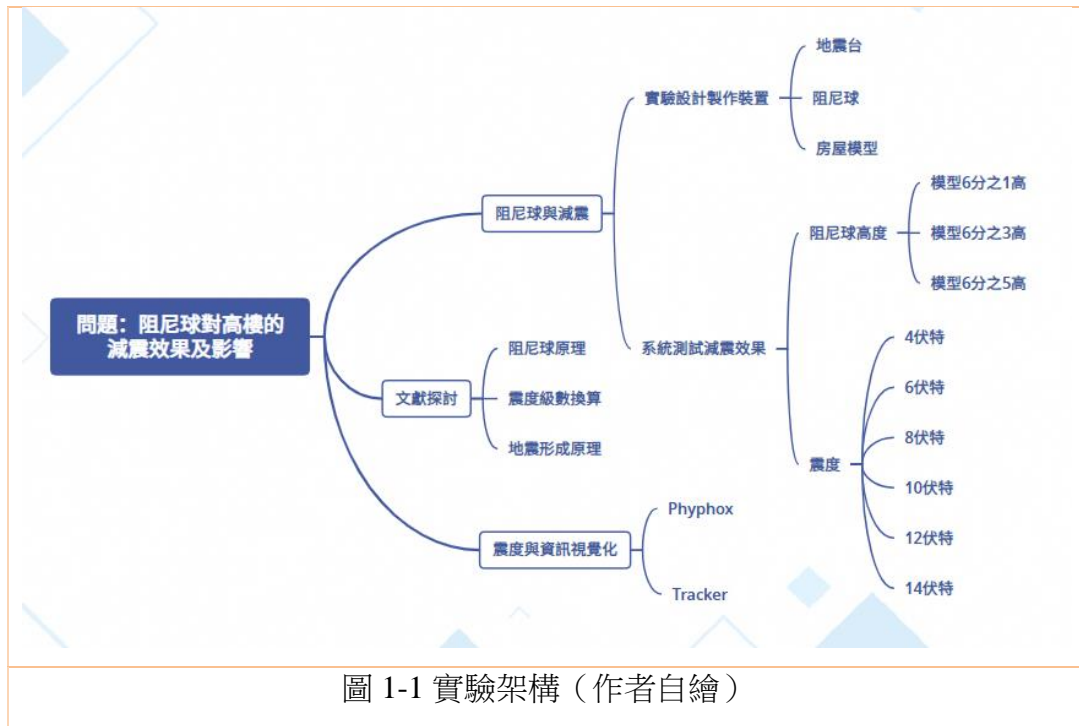 問題：阻尼球對高樓的
減震效果及影響
阻尼球與減震
實驗設計製作裝置
地震台
阻尼球
房屋模型
系統測試減震效果
阻尼球高度
模型6分之1高
模型6分之3高
模型6分之5高
震度
4伏特
6伏特
8伏特
10伏特
12伏特
14伏特
文獻探討
阻尼球原理
震度級數換算
地震形成原理
震度與資訊視覺化
Phyphox
Tracker
圖 1-1 實驗架構（作者自繪）